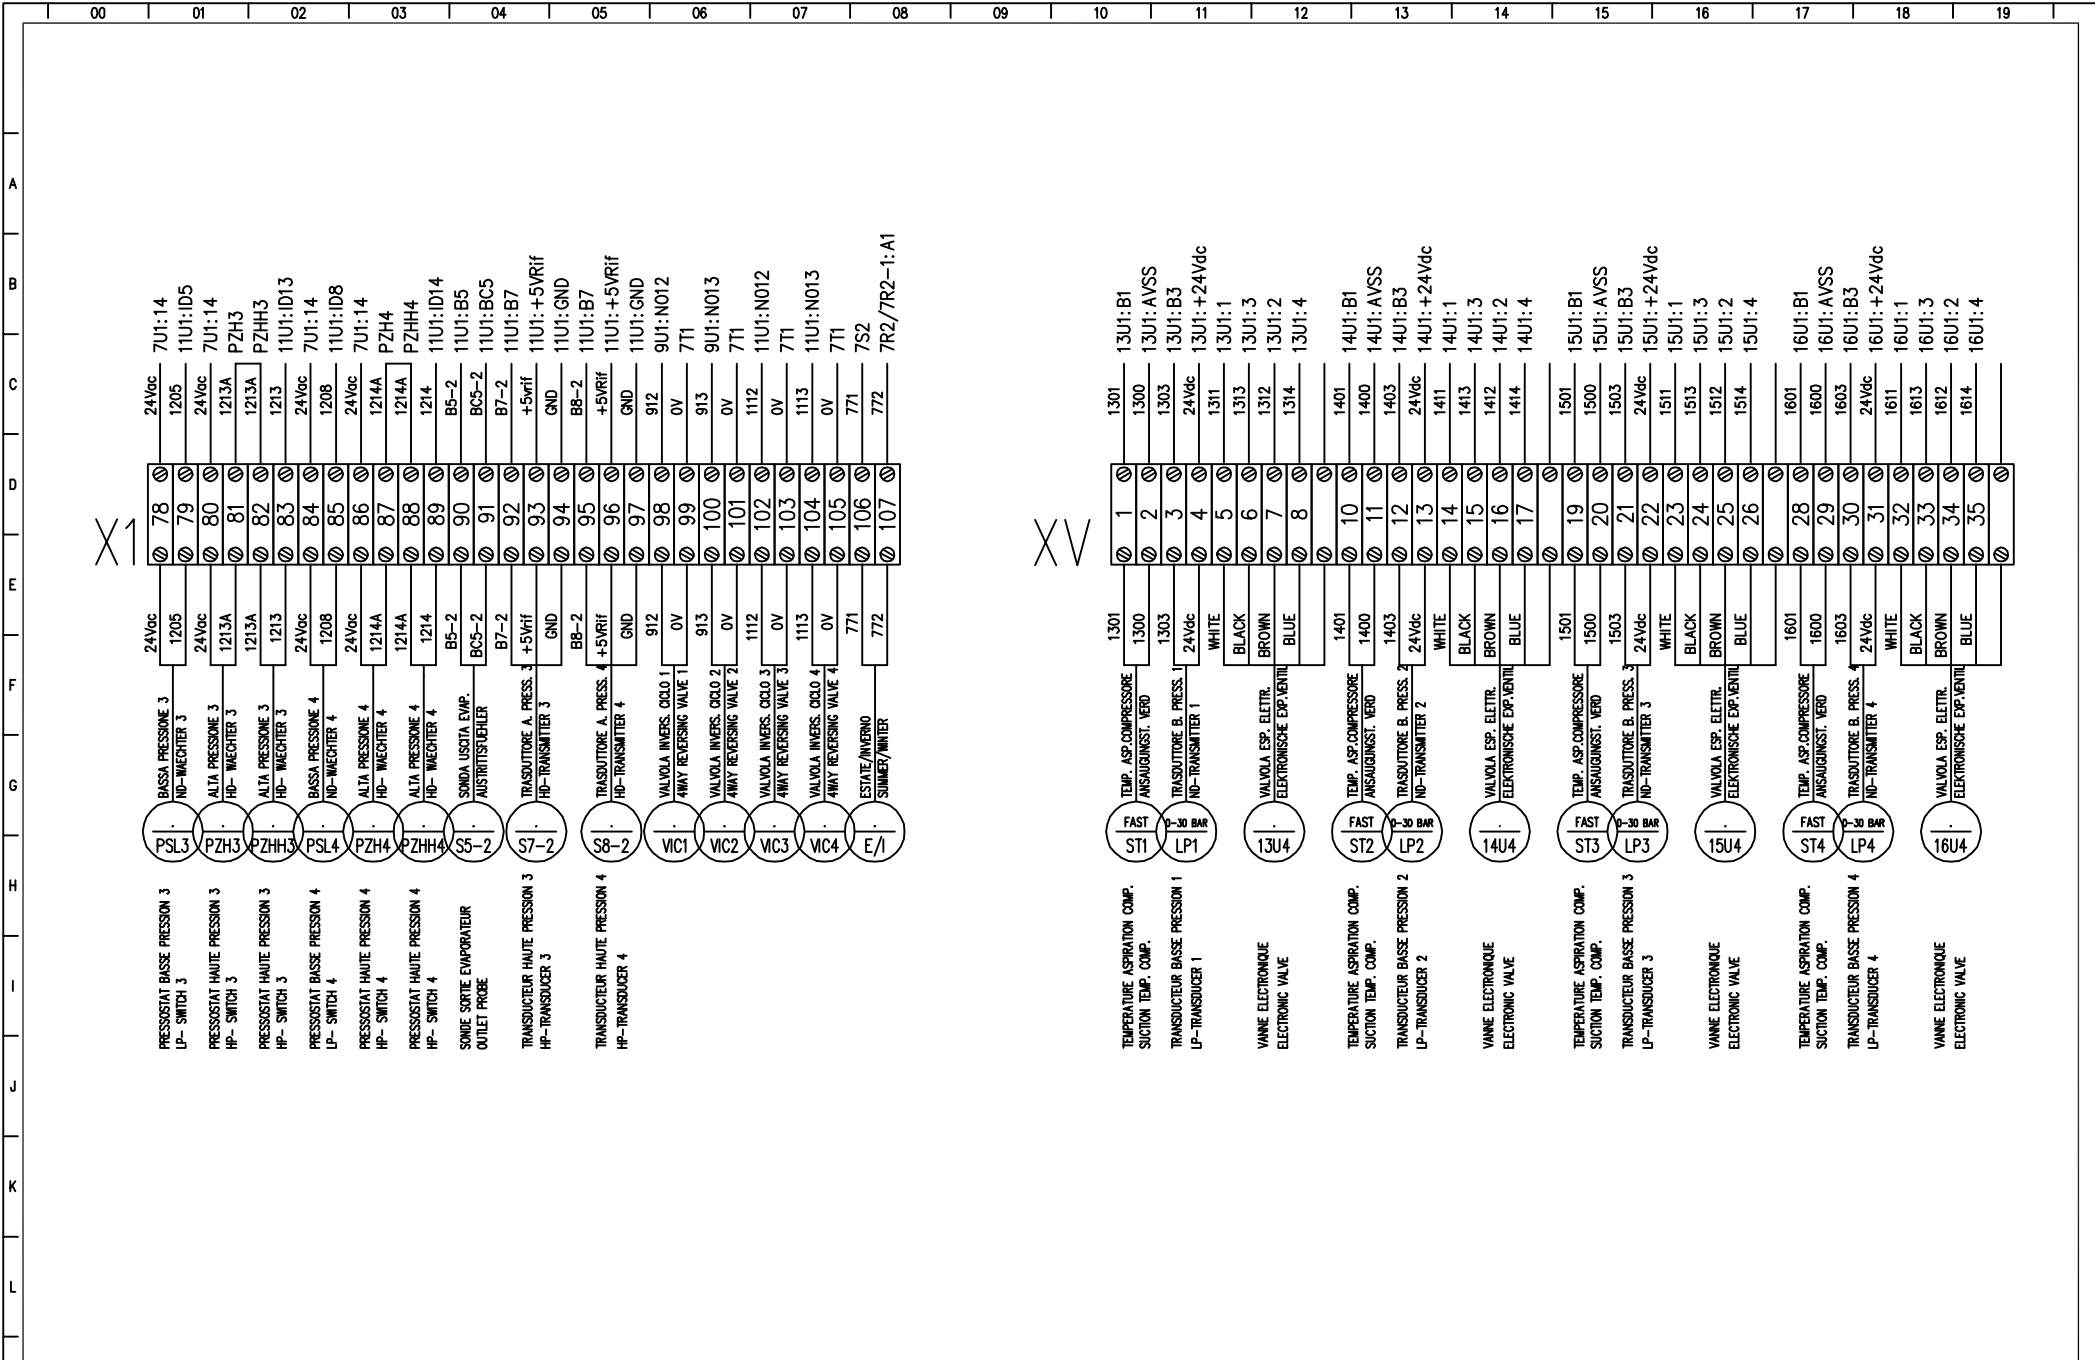 00 01 02 03 04 05 06 07 08 09 10 11 12 13 14 15 16 17 18 19
A
B
C
D
E
F
G
H
I
J
K
L
7U1:14
11U1:ID5
7U1:14
PZH3
PZHH3
11U1:ID13
7U1:14
11U1:ID8
7U1:14
PZH4
PZHH4
11U1:ID14
11U1:B5
11U1:BC5
11U1:B7
11U1:+5VRif
11U1:GND
11U1:B7
11U1:+5VRif
11U1:GND
9U1:NO12
7T1
9U1:NO13
7T1
11U1:NO12
7T1
11U1:NO13
7T1
7S2
7R2/7R2-1:A1
24Vac
1205
24Vac
1213A
1213A
1213
24Vac
1208
24Vac
1214A
1214A
1214
B5-2
BC5-2
B7-2
+5vrif
GND
B8-2
+5VRif
GND
912
0V
913
0V
1112
0V
1113
0V
771
772
X1
78 79 80 81 82 83 84 85 86 87 88 89 90 91 92 93 94 95 96 97 98 99 100 101 102 103 104 105 106 107
24Vac
1205
24Vac
1213A
1213A
1213
24Vac
1208
24Vac
1214A
1214A
1214
B5-2
BC5-2
B7-2
+5Vrif
GND
B8-2
+5VRif
GND
912
0V
913
0V
1112
0V
1113
0V
771
772
BASSA PRESSIONE 3
ND-WAECHTER 3
ALTA PRESSIONE 3
HD- WAECHTER 3
ALTA PRESSIONE 3
HD- WAECHTER 3
BASSA PRESSIONE 4
ND-WAECHTER 4
ALTA PRESSIONE 4
HD- WAECHTER 4
ALTA PRESSIONE 4
HD- WAECHTER 4
SONDA USCITA EVAP.
AUSTRITTSFUEHLER
TRASDUTTORE A. PRESS. 3
HD-TRANSMITTER 3
TRASDUTTORE A. PRESS. 4
HD-TRANSMITTER 4
VALVOLA INVERS. CICLO 1
4WAY REVERSING VALVE 1
VALVOLA INVERS. CICLO 2
4WAY REVERSING VALVE 2
VALVOLA INVERS. CICLO 3
4WAY REVERSING VALVE 3
VALVOLA INVERS. CICLO 4
4WAY REVERSING VALVE 4
ESTATE/INVERNO
SUMMER/WINTER
PSL3
PZH3
PZHH3
PSL4
PZH4
PZHH4
S5-2
S7-2
S8-2
VIC1
VIC2
VIC3
VIC4
E/I
PRESSOSTAT BASSE PRESSION 3
LP- SWITCH 3
PRESSOSTAT HAUTE PRESSION 3
HP- SWITCH 3
PRESSOSTAT HAUTE PRESSION 3
HP- SWITCH 3
PRESSOSTAT BASSE PRESSION 4
LP- SWITCH 4
PRESSOSTAT HAUTE PRESSION 4
HP- SWITCH 4
PRESSOSTAT HAUTE PRESSION 4
HP- SWITCH 4
SONDE SORTIE EVAPORATEUR
OUTLET PROBE
TRANSDUCTEUR HAUTE PRESSION 3
HP-TRANSDUCER 3
TRANSDUCTEUR HAUTE PRESSION 4
HP-TRANSDUCER 4
13U1:B1
13U1:AVSS
13U1:B3
13U1:+24Vdc
13U1:1
13U1:3
13U1:2
13U1:4
14U1:B1
14U1:AVSS
14U1:B3
14U1:+24Vdc
14U1:1
14U1:3
14U1:2
14U1:4
15U1:B1
15U1:AVSS
15U1:B3
15U1:+24Vdc
15U1:1
15U1:3
15U1:2
15U1:4
16U1:B1
16U1:AVSS
16U1:B3
16U1:+24Vdc
16U1:1
16U1:3
16U1:2
16U1:4
1301
1300
1303
24Vdc
1311
1313
1312
1314
1401
1400
1403
24Vdc
1411
1413
1412
1414
1501
1500
1503
24Vdc
1511
1513
1512
1514
1601
1600
1603
24Vdc
1611
1613
1612
1614
XV
1 2 3 4 5 6 7 8 10 11 12 13 14 15 16 17 19 20 21 22 23 24 25 26 28 29 30 31 32 33 34 35
1301
1300
1303
24Vdc
WHITE
BLACK
BROWN
BLUE
1401
1400
1403
24Vdc
WHITE
BLACK
BROWN
BLUE
1501
1500
1503
24Vdc
WHITE
BLACK
BROWN
BLUE
1601
1600
1603
24Vdc
WHITE
BLACK
BROWN
BLUE
TEMP. ASP.COMPRESSORE
ANSAUGUNGST. VERD
TRASDUTTORE B. PRESS. 1
ND-TRANSMITTER 1
VALVOLA ESP. ELETTR.
ELEKTRONISCHE EXP.VENTIL
TEMP. ASP.COMPRESSORE
ANSAUGUNGST. VERD
TRASDUTTORE B. PRESS. 2
ND-TRANSMITTER 2
VALVOLA ESP. ELETTR.
ELEKTRONISCHE EXP.VENTIL
TEMP. ASP.COMPRESSORE
ANSAUGUNGST. VERD
TRASDUTTORE B. PRESS. 3
ND-TRANSMITTER 3
VALVOLA ESP. ELETTR.
ELEKTRONISCHE EXP.VENTIL
TEMP. ASP.COMPRESSORE
ANSAUGUNGST. VERD
TRASDUTTORE B. PRESS. 4
ND-TRANSMITTER 4
VALVOLA ESP. ELETTR.
ELEKTRONISCHE EXP.VENTIL
FAST
ST1
0-30 BAR
LP1
13U4
FAST
ST2
0-30 BAR
LP2
14U4
FAST
ST3
0-30 BAR
LP3
15U4
FAST
ST4
0-30 BAR
LP4
16U4
TEMPERATURE ASPIRATION COMP.
SUCTION TEMP. COMP.
TRANSDUCTEUR BASSE PRESSION 1
LP-TRANSDUCER 1
VANNE ELECTRONIQUE
ELECTRONIC VALVE
TEMPERATURE ASPIRATION COMP.
SUCTION TEMP. COMP.
TRANSDUCTEUR BASSE PRESSION 2
LP-TRANSDUCER 2
VANNE ELECTRONIQUE
ELECTRONIC VALVE
TEMPERATURE ASPIRATION COMP.
SUCTION TEMP. COMP.
TRANSDUCTEUR BASSE PRESSION 3
LP-TRANSDUCER 3
VANNE ELECTRONIQUE
ELECTRONIC VALVE
TEMPERATURE ASPIRATION COMP.
SUCTION TEMP. COMP.
TRANSDUCTEUR BASSE PRESSION 4
LP-TRANSDUCER 4
VANNE ELECTRONIQUE
ELECTRONIC VALVE